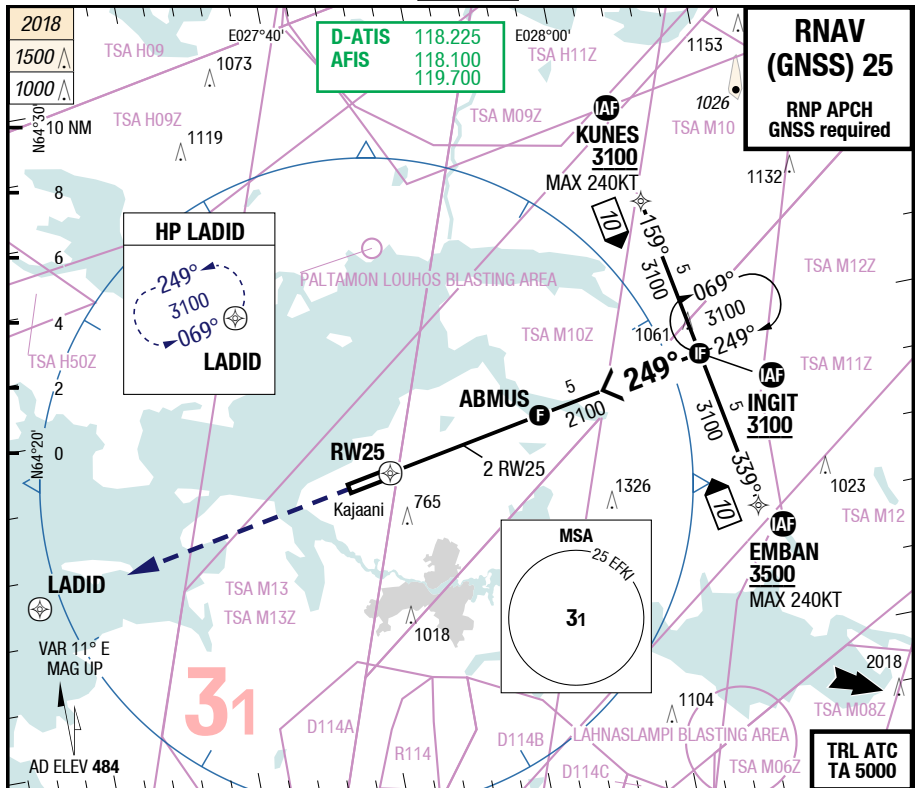 2018
1500
1000
TSA H09
E027°40'
1073
D-ATIS 118.225
AFIS 118.100
119.700
E028°00'
TSA H11Z
1153
RNAV
(GNSS) 25
RNP APCH
GNSS required
N64°30'
10 NM
TSA H09Z
1119
TSA M09Z
IAF
KUNES
3100
MAX 240KT
1026
TSA M10
1132
8
6
4
2
0
HP LADID
249°
3100
069°
LADID
PALTAMON LOUHOS BLASTING AREA
10
159°
5
3100
069°
3100
249°
TSA M12Z
TSA H50Z
TSA M10Z
1061
IF
249°
TSA M11Z
IAF
INGIT
3100
ABMUS
F
5
2100
5
3100
339°
N64°20'
RW25
2 RW25
Kajaani
765
1326
10
1023
TSA M12
IAF
EMBAN
3500
MAX 240KT
MSA
25 EFKI
31
LADID
TSA M13
TSA M13Z
1018
VAR 11° E
MAG UP
31
2018
TSA M08Z
1104
D114A
R114
D114B
LAHNASLAMPI BLASTING AREA
D114C
TSA M06Z
AD ELEV 484
TRL ATC
TA 5000